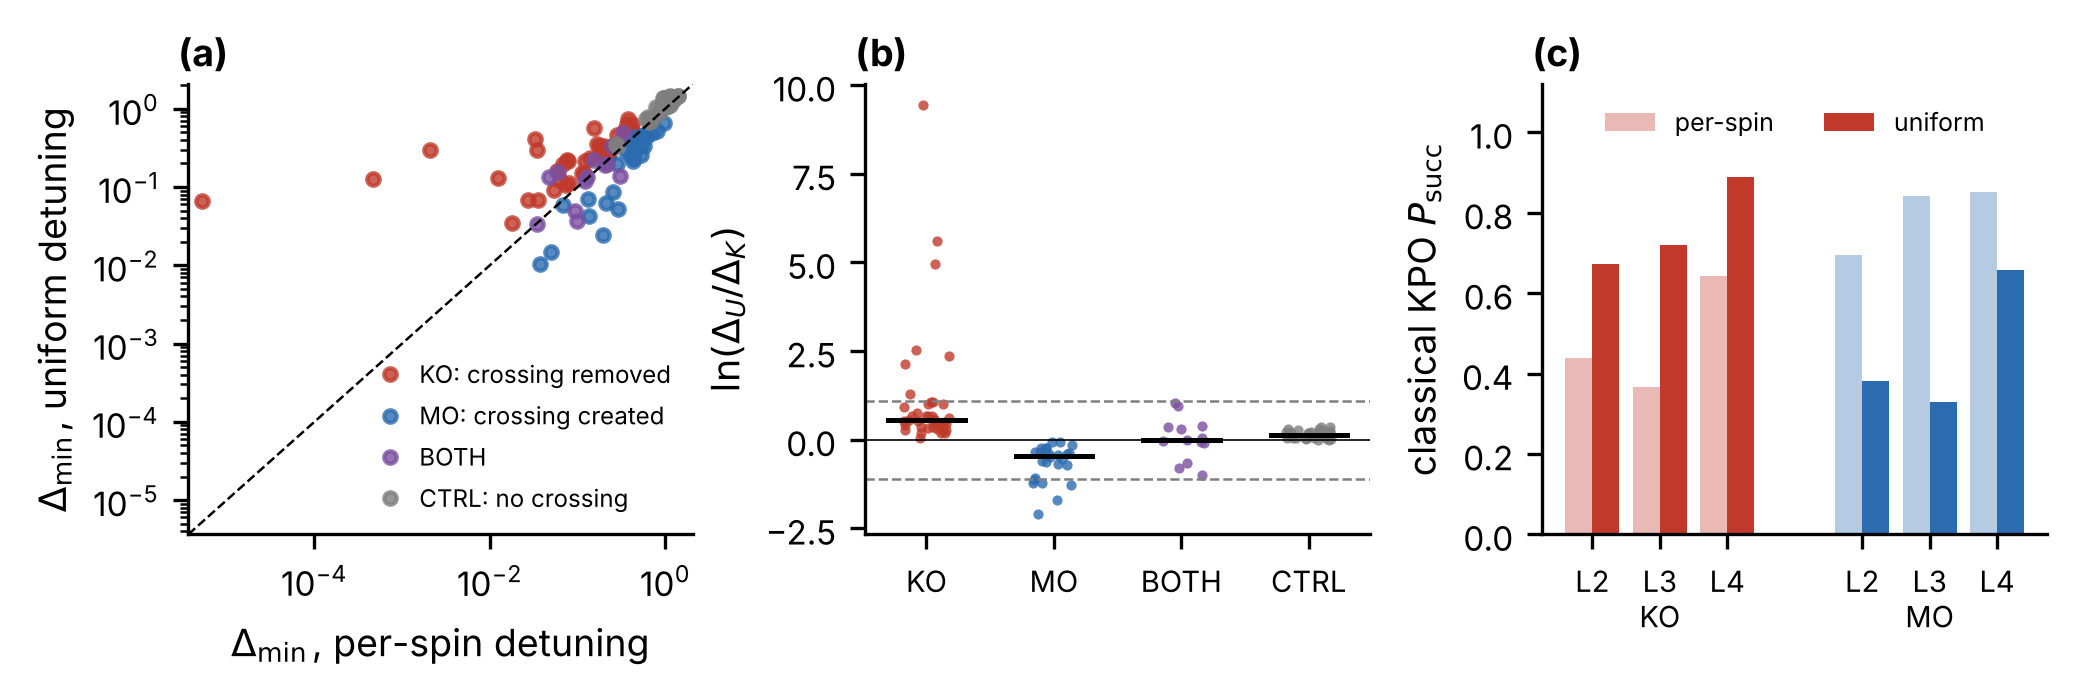 (a)
Δmin, uniform detuning
10⁰
10⁻¹
10⁻²
10⁻³
10⁻⁴
10⁻⁵
KO: crossing removed
MO: crossing created
BOTH
CTRL: no crossing
10⁻⁴ 10⁻² 10⁰
Δmin, per-spin detuning
(b)
ln(ΔU/ΔK)
10.0
7.5
5.0
2.5
0.0
−2.5
KO MO BOTH CTRL
(c)
classical KPO Psucc
per-spin uniform
1.0
0.8
0.6
0.4
0.2
0.0
L2 L3 L4 L2 L3 L4
KO MO